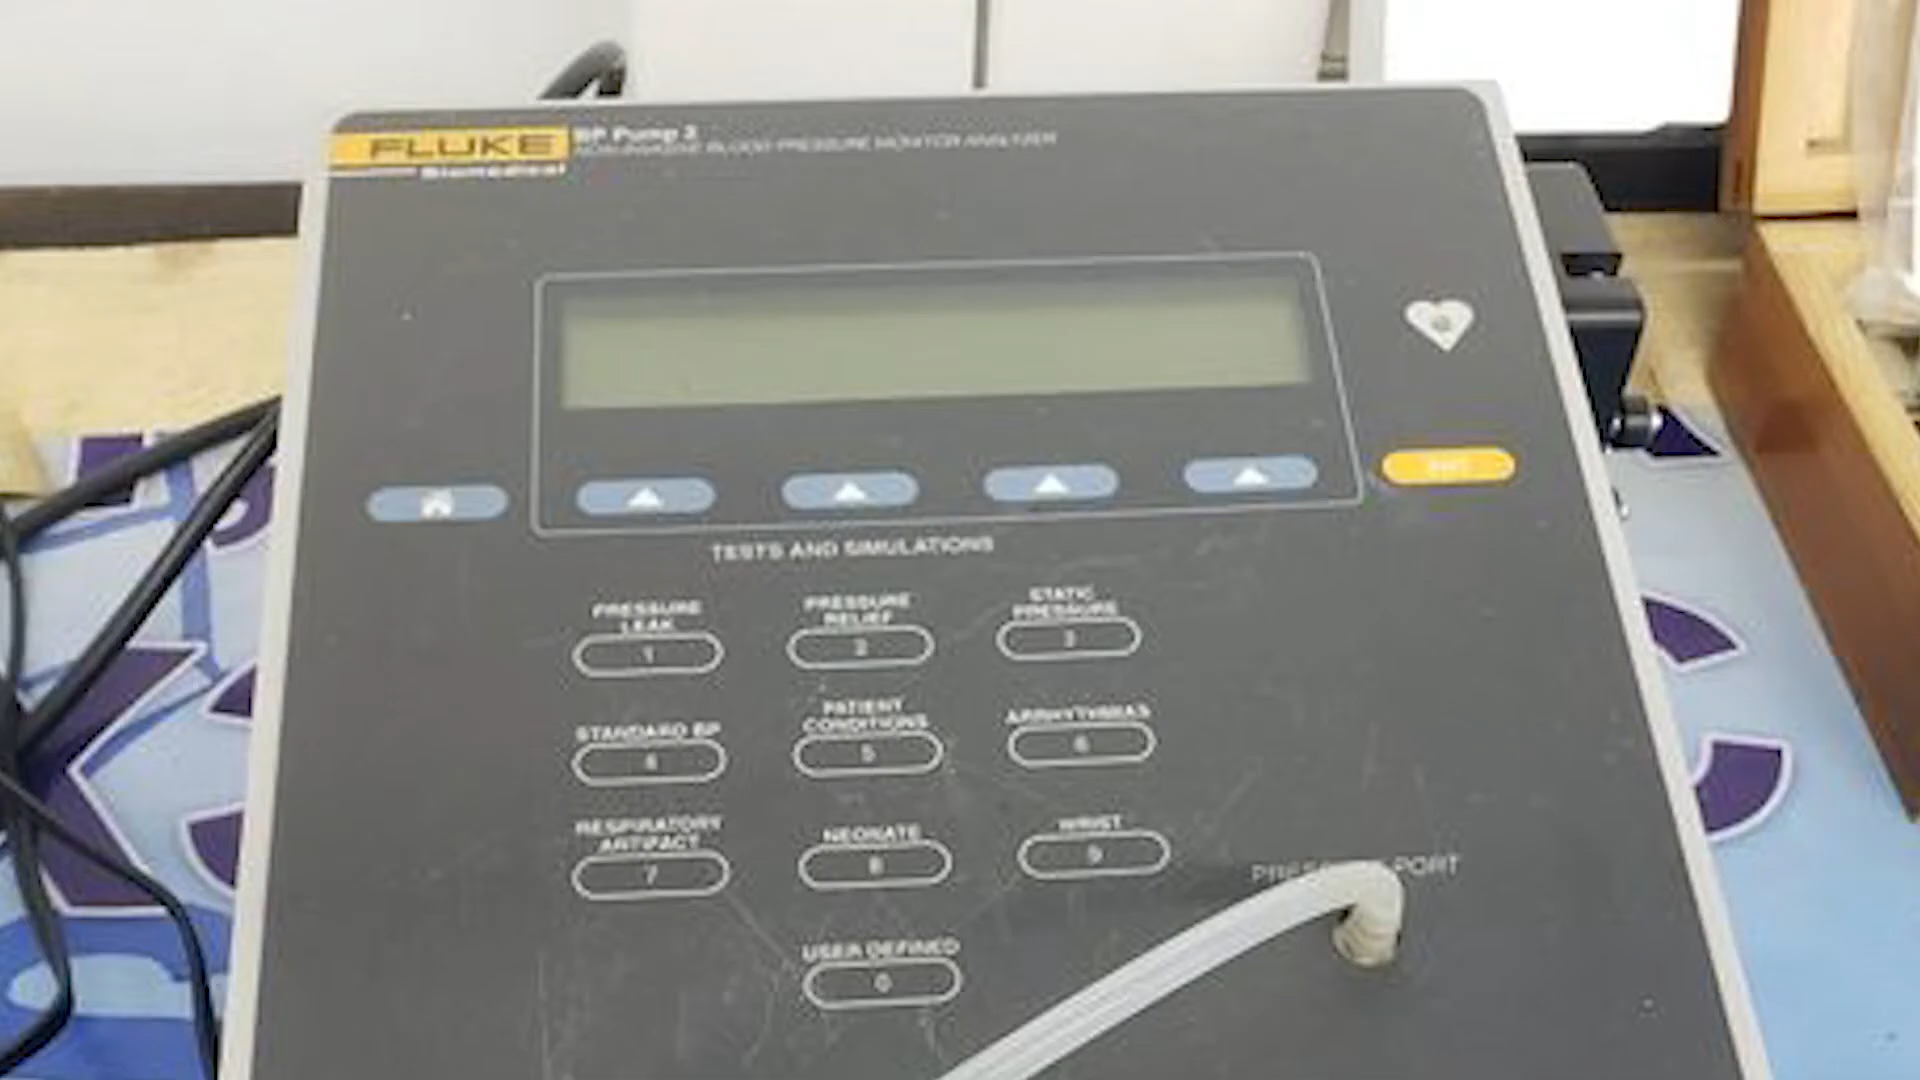 FLUKE
Biomedical
BP Pump 2
NON-INVASIVE BLOOD PRESSURE MONITOR ANALYZER
TESTS AND SIMULATIONS
PRESSURE
LEAK
1
PRESSURE
RELIEF
2
STATIC
PRESSURE
3
STANDARD BP
4
PATIENT
CONDITIONS
5
ARRHYTHMIAS
6
RESPIRATORY
ARTIFACT
7
NEONATE
8
WRIST
9
PORT
USER DEFINED
0